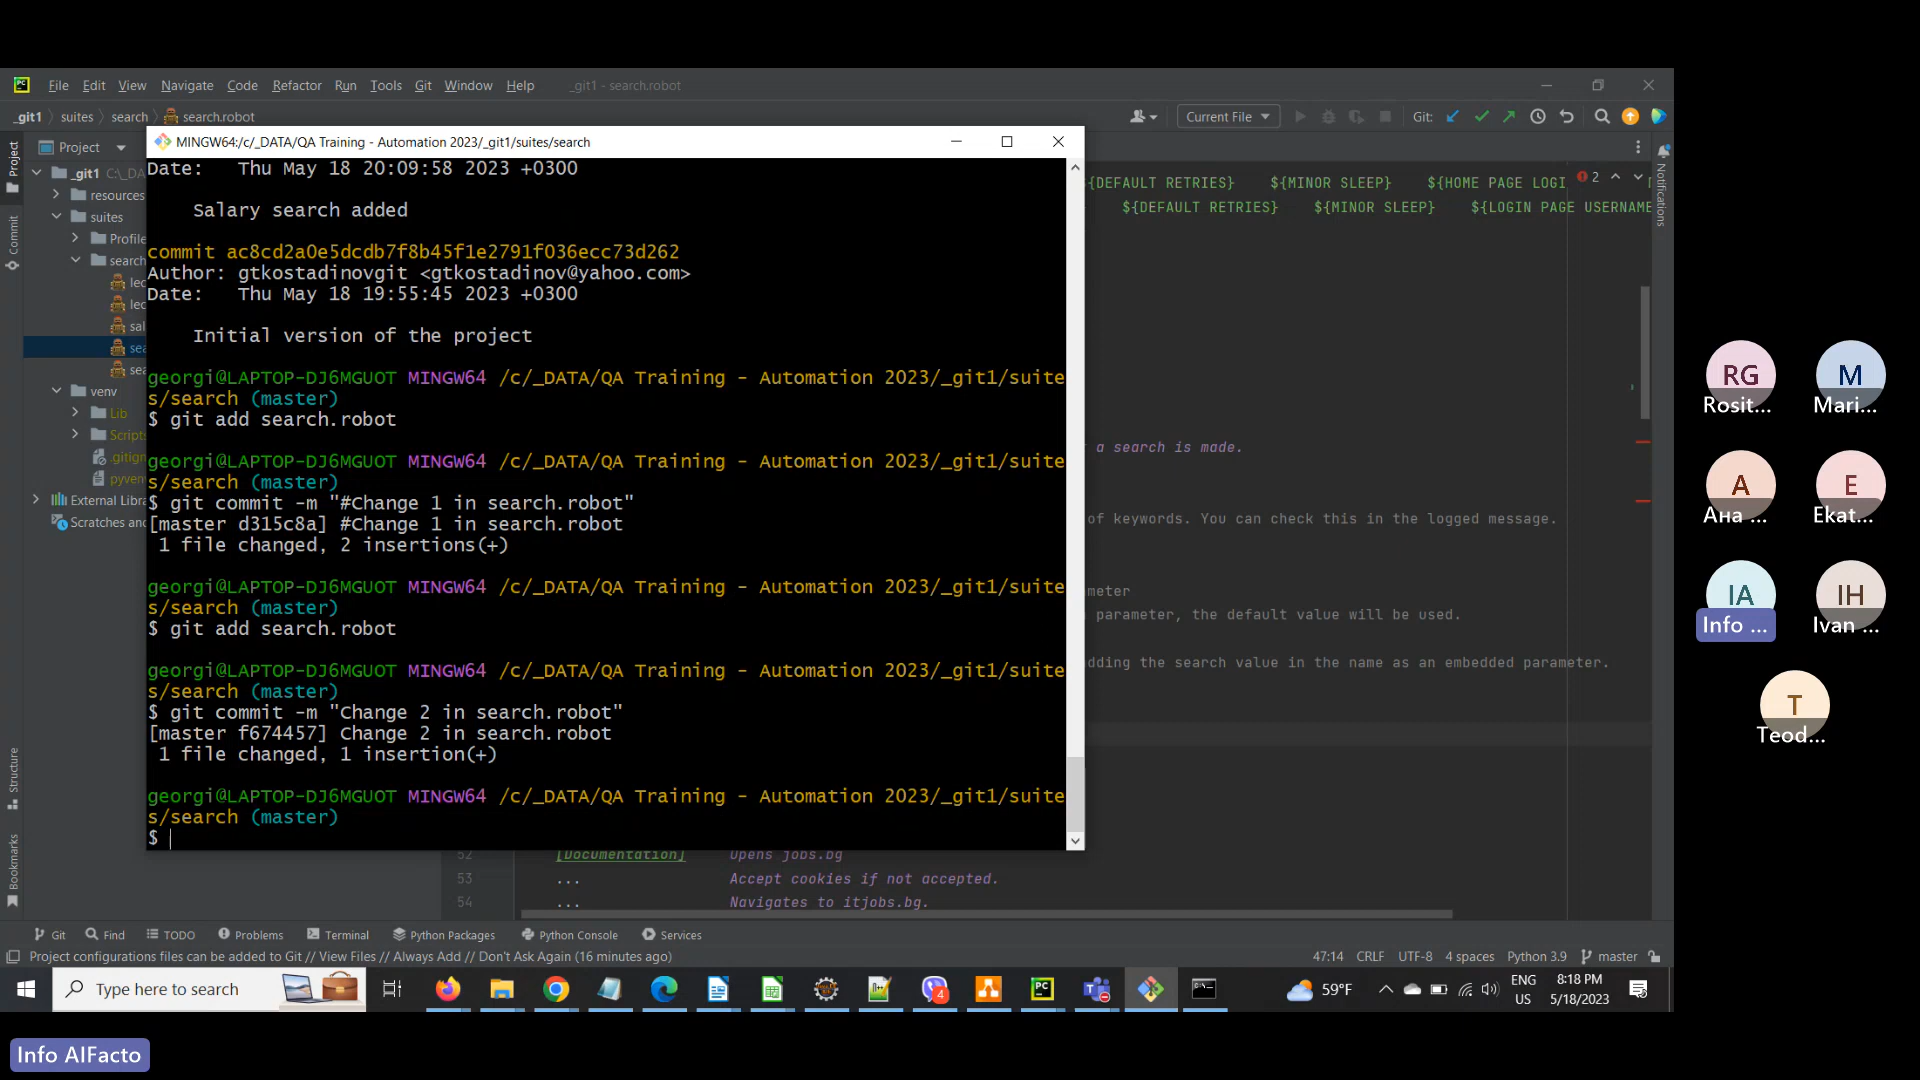 File Edit View Navigate Code Refactor Run Tools Git Window Help _git1 - search.robot
_git1 suites search search.robot
Current File Git:
MINGW64:/c/_DATA/QA Training - Automation 2023/_git1/suites/search
Project
_git1 C:\_DA
resources
suites
Profile
search
lec
lec
sal
sea
sea
venv
Lib
Scripts
.gitign
pyven
External Libra
Scratches and
Date:   Thu May 18 20:09:58 2023 +0300
Salary search added
commit ac8cd2a0e5dcdb7f8b45f1e2791f036ecc73d262
Author: gtkostadinovgit <gtkostadinov@yahoo.com>
Date:   Thu May 18 19:55:45 2023 +0300
Initial version of the project
georgi@LAPTOP-DJ6MGUOT MINGW64 /c/_DATA/QA Training - Automation 2023/_git1/suite
s/search (master)
$ git add search.robot
georgi@LAPTOP-DJ6MGUOT MINGW64 /c/_DATA/QA Training - Automation 2023/_git1/suite
s/search (master)
$ git commit -m "#Change 1 in search.robot"
[master d315c8a] #Change 1 in search.robot
1 file changed, 2 insertions(+)
georgi@LAPTOP-DJ6MGUOT MINGW64 /c/_DATA/QA Training - Automation 2023/_git1/suite
s/search (master)
$ git add search.robot
georgi@LAPTOP-DJ6MGUOT MINGW64 /c/_DATA/QA Training - Automation 2023/_git1/suite
s/search (master)
$ git commit -m "Change 2 in search.robot"
[master f674457] Change 2 in search.robot
1 file changed, 1 insertion(+)
georgi@LAPTOP-DJ6MGUOT MINGW64 /c/_DATA/QA Training - Automation 2023/_git1/suite
s/search (master)
$
${DEFAULT RETRIES} ${MINOR SLEEP} ${HOME PAGE LOGI 2
${DEFAULT RETRIES} ${MINOR SLEEP} ${LOGIN PAGE USERNAME
a search is made.
of keywords. You can check this in the logged message.
meter
parameter, the default value will be used.
dding the search value in the name as an embedded parameter.
52 [Documentation] Opens jobs.bg
53 ... Accept cookies if not accepted.
54 ... Navigates to itjobs.bg.
Project
Commit
Structure
Bookmarks
Notifications
Git Find TODO Problems Terminal Python Packages Python Console Services
Project configurations files can be added to Git // View Files // Always Add // Don't Ask Again (16 minutes ago) 47:14 CRLF UTF-8 4 spaces Python 3.9 master
Type here to search 4 59°F ENG US 8:18 PM 5/18/2023
RG
Rosit...
M
Mari...
A
Ана ...
E
Ekat...
IA
Info ...
IH
Ivan ...
T
Teod...
Info AIFacto